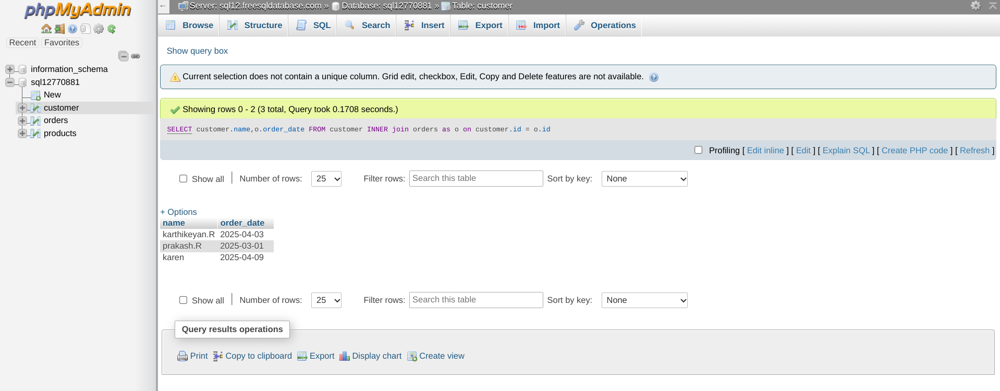 phpMyAdmin
Recent Favorites
information_schema
sql12770881
New
customer
orders
products
← Server: sql12.freesqldatabase.com » Database: sql12770881 » Table: customer
Browse Structure SQL Search Insert Export Import Operations
Show query box
Current selection does not contain a unique column. Grid edit, checkbox, Edit, Copy and Delete features are not available.
Showing rows 0 - 2 (3 total, Query took 0.1708 seconds.)
SELECT customer.name,o.order_date FROM customer INNER join orders as o on customer.id = o.id
Profiling [ Edit inline ] [ Edit ] [ Explain SQL ] [ Create PHP code ] [ Refresh ]
Show all | Number of rows: 25 Filter rows: Search this table Sort by key: None
+ Options
name order_date
karthikeyan.R 2025-04-03
prakash.R 2025-03-01
karen 2025-04-09
Show all | Number of rows: 25 Filter rows: Search this table Sort by key: None
Query results operations
Print Copy to clipboard Export Display chart Create view